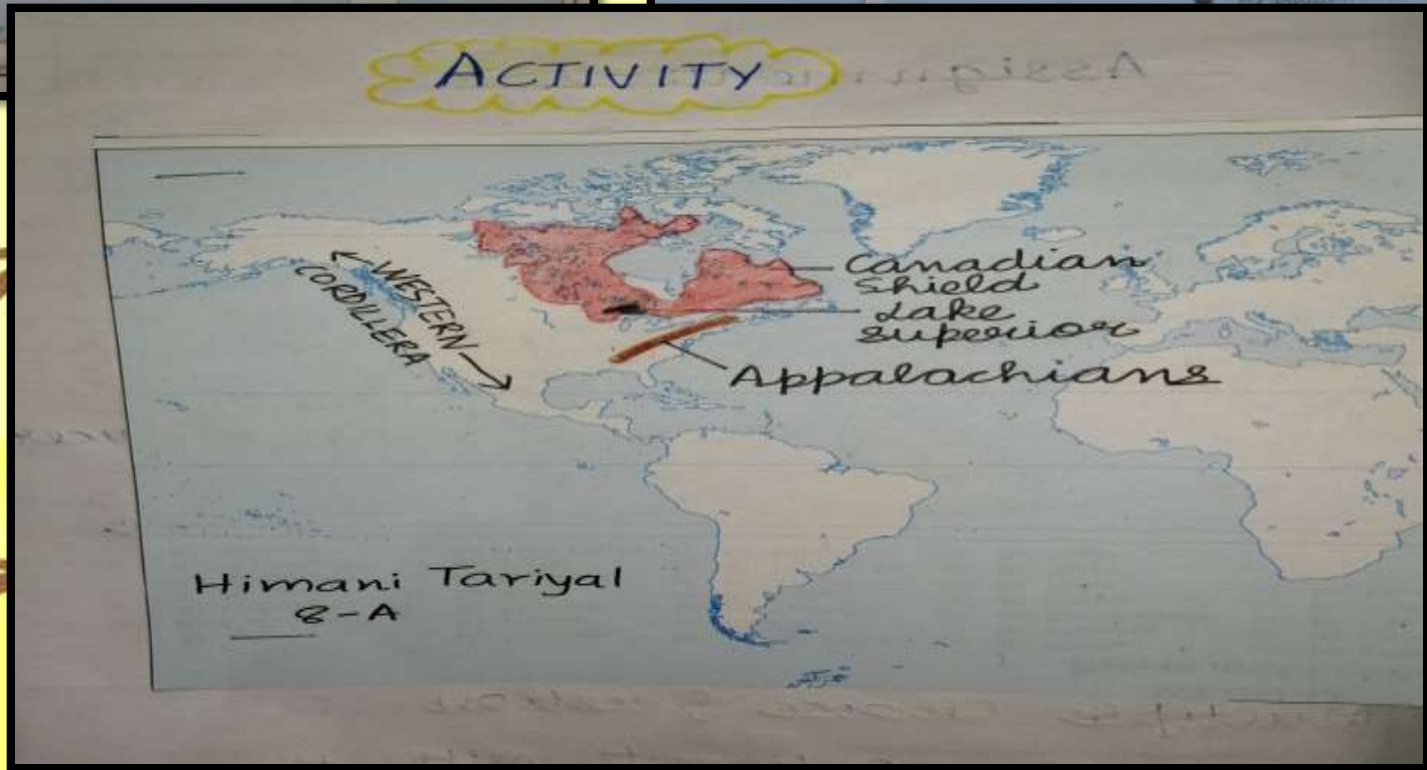 ACTIVITY
WESTERN
CORDILLERA
Canadian
Shield
Lake
superior
Appalachians
Himani Tariyal
8-A